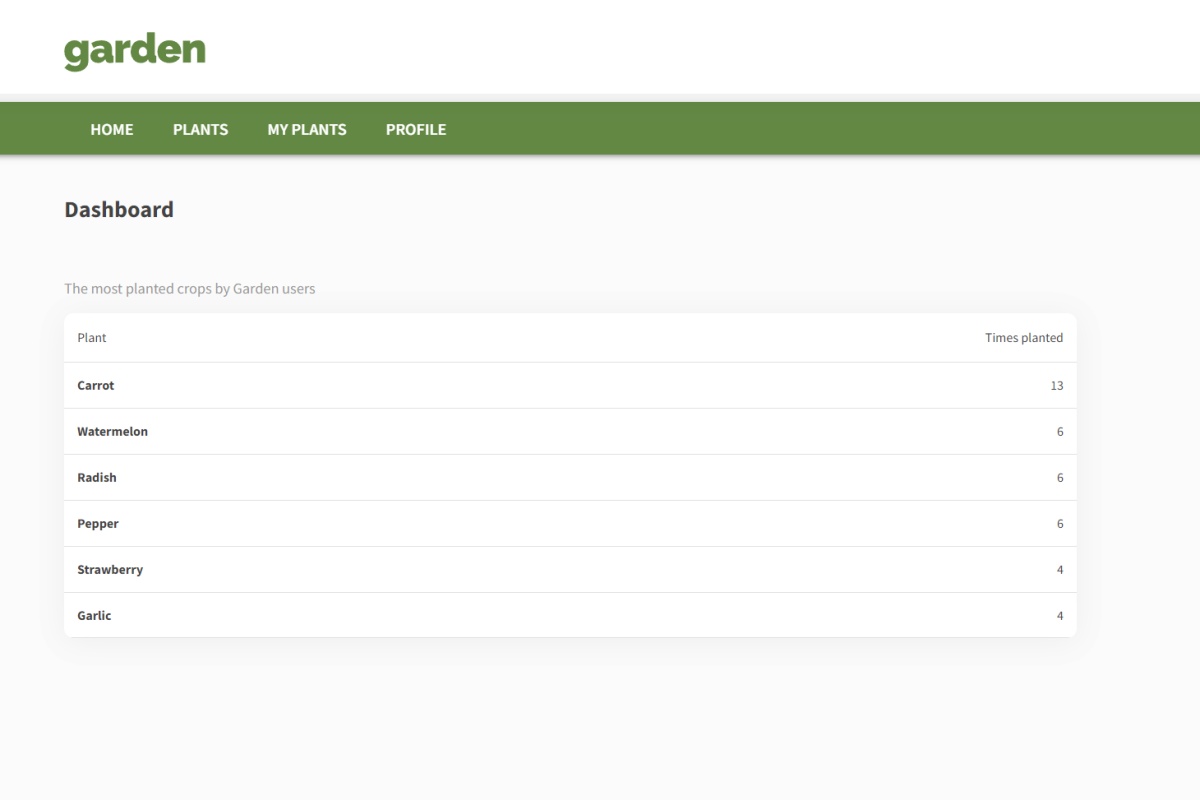 garden
HOME PLANTS MY PLANTS PROFILE
Dashboard
The most planted crops by Garden users
Plant Times planted
Carrot 13
Watermelon 6
Radish 6
Pepper 6
Strawberry 4
Garlic 4